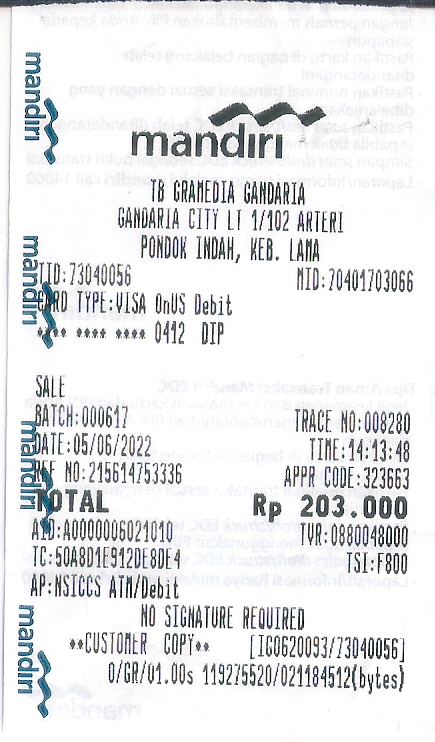 mandiri
TB GRAMEDIA GANDARIA
GANDARIA CITY LT 1/102 ARTERI
PONDOK INDAH, KEB. LAMA
TID:73040056 MID:70401703066
CARD TYPE:VISA OnUS Debit
**** **** **** 0412 DIP
SALE
BATCH:000617 TRACE NO:008280
DATE:05/06/2022 TIME:14:13:48
REF NO:215614753336 APPR CODE:323663
TOTAL Rp 203.000
AID:A0000006021010 TVR:0880048000
TC:50A8D1E912DE8DE4 TSI:F800
AP:NSICCS ATM/Debit
NO SIGNATURE REQUIRED
**CUSTOMER COPY** [IC0620093/73040056]
0/GR/01.00s 119275520/021184512(bytes)
mandiri
mandiri
mandiri
mandiri